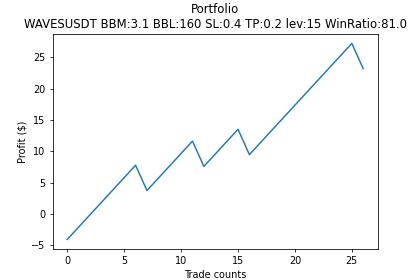 Portfolio
WAVESUSDT BBM:3.1 BBL:160 SL:0.4 TP:0.2 lev:15 WinRatio:81.0
Profit ($)
25
20
15
10
5
0
−5
0 5 10 15 20 25
Trade counts